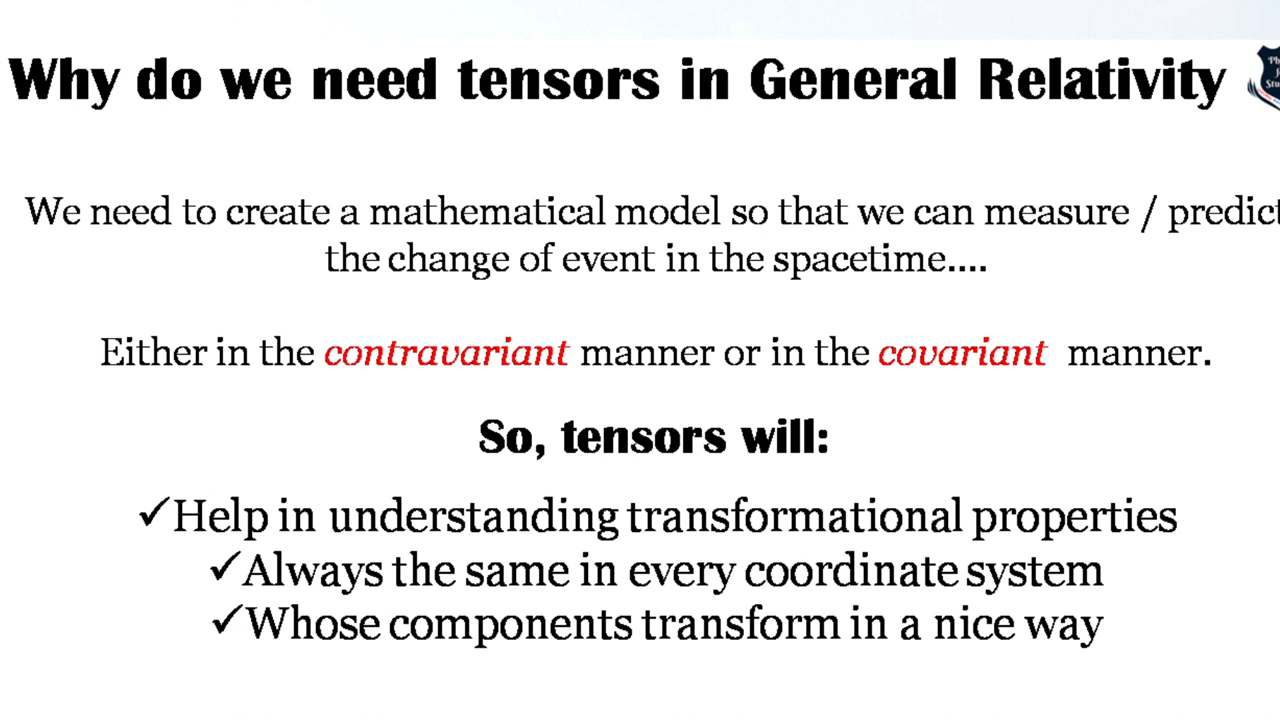 Why do we need tensors in General Relativity
We need to create a mathematical model so that we can measure / predict
the change of event in the spacetime....
Either in the contravariant manner or in the covariant manner.
So, tensors will:
✓Help in understanding transformational properties
✓Always the same in every coordinate system
✓Whose components transform in a nice way